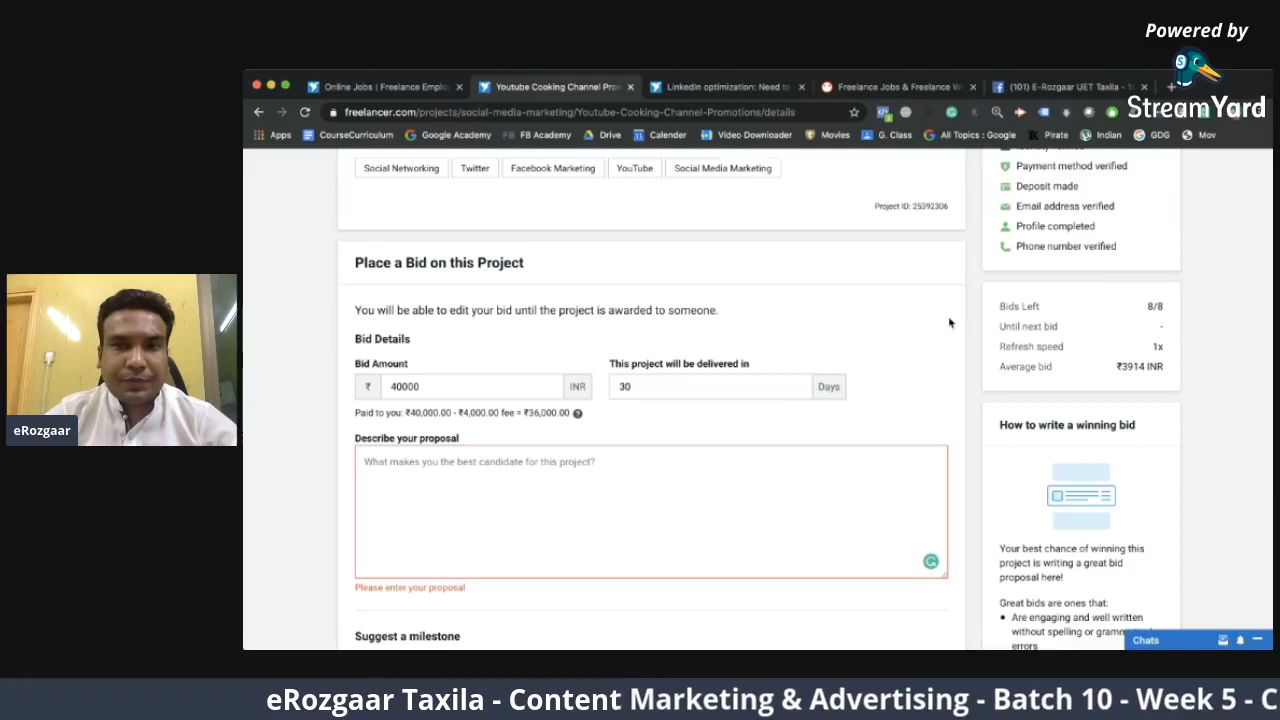 Powered by
S
StreamYard
Online Jobs | Freelance Emplo
Youtube Cooking Channel Pro
LinkedIn optimization: Need to
Freelance Jobs & Freelance W
(101) E-Rozgaar UET Taxila -
freelancer.com/projects/social-media-marketing/Youtube-Cooking-Channel-Promotions/details
Apps
CourseCurriculum
Google Academy
FB Academy
Drive
Calender
Video Downloader
Movies
G. Class
All Topics : Google
Pirate
Indian
GDG
Mov
Social Networking
Twitter
Facebook Marketing
YouTube
Social Media Marketing
Project ID: 25392306
Payment method verified
Deposit made
Email address verified
Profile completed
Phone number verified
Place a Bid on this Project
You will be able to edit your bid until the project is awarded to someone.
Bid Details
Bid Amount
This project will be delivered in
₹ 40000 INR
30 Days
Paid to you: ₹40,000.00 - ₹4,000.00 fee = ₹36,000.00
Describe your proposal
What makes you the best candidate for this project?
Please enter your proposal
Suggest a milestone
Bids Left 8/8
Until next bid -
Refresh speed 1x
Average bid ₹3914 INR
How to write a winning bid
Your best chance of winning this
project is writing a great bid
proposal here!
Great bids are ones that:
Are engaging and well written
without spelling or gramm
errors
Chats
eRozgaar
eRozgaar Taxila - Content Marketing & Advertising - Batch 10 - Week 5 - C